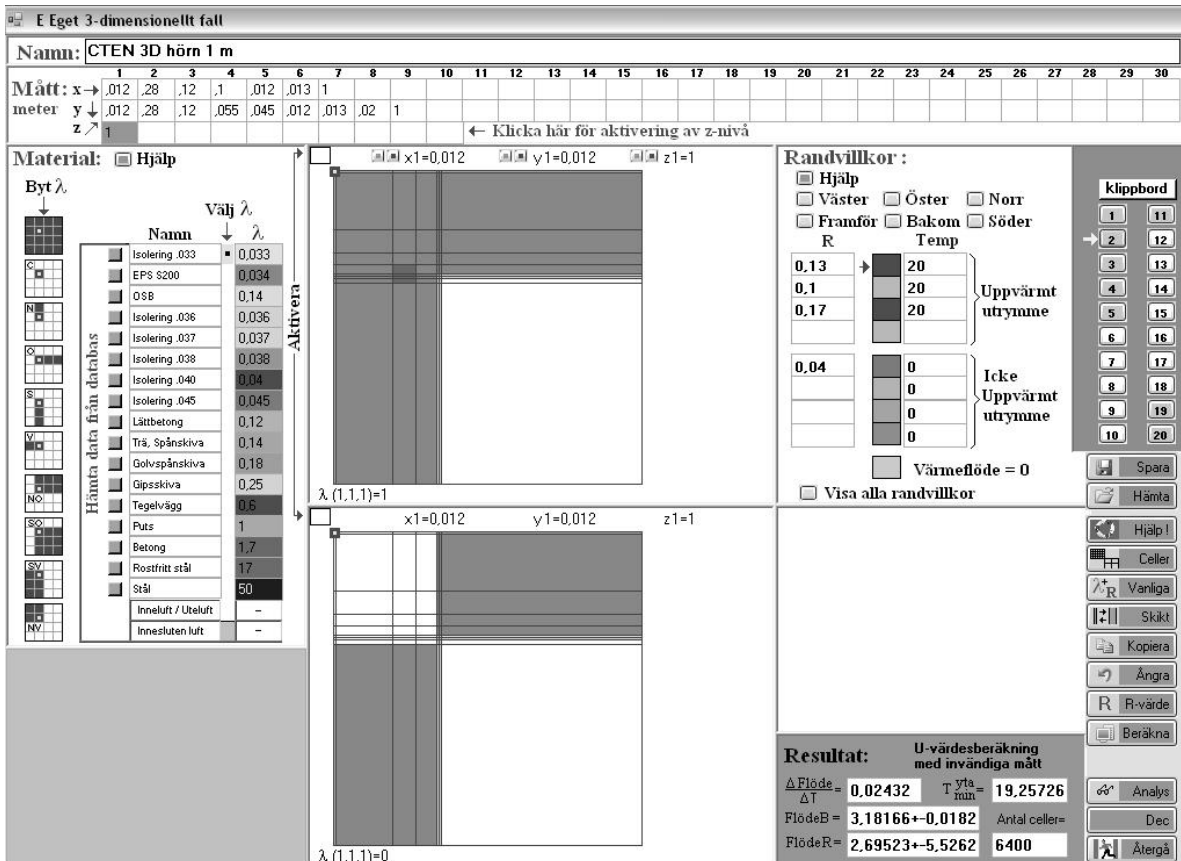 E Eget 3-dimensionellt fall
Namn: CTEN 3D hörn 1 m
1 2 3 4 5 6 7 8 9 10 11 12 13 14 15 16 17 18 19 20 21 22 23 24 25 26 27 28 29 30
Mått: x→ ,012 ,28 ,12 ,1 ,012 ,013 1
meter y↓ ,012 ,28 ,12 ,055 ,045 ,012 ,013 ,02 1
z↗ 1 ← Klicka här för aktivering av z-nivå
Material: Hjälp
Byt λ
Välj λ
Namn λ
Hämta data från databas
Aktivera
Isolering .033 0,033
EPS S200 0,034
OSB 0,14
Isolering .036 0,036
Isolering .037 0,037
Isolering .038 0,038
Isolering .040 0,04
Isolering .045 0,045
Lättbetong 0,12
Trä, Spånskiva 0,14
Golvspånskiva 0,18
Gipsskiva 0,25
Tegelvägg 0,6
Puts 1
Betong 1,7
Rostfritt stål 17
Stål 50
Inneluft / Uteluft -
Innesluten luft -
C
N
O
S
V
NO
SO
SV
NV
x1=0,012 y1=0,012 z1=1
λ (1,1,1)=1
x1=0,012 y1=0,012 z1=1
λ (1,1,1)=0
Randvillkor :
Hjälp
Väster Öster Norr
Framför Bakom Söder
R Temp
0,13 20
0,1 20
0,17 20
Uppvärmt
utrymme
0,04 0
0
0
0
Icke
Uppvärmt
utrymme
Värmeflöde = 0
Visa alla randvillkor
klippbord
1 11
2 12
3 13
4 14
5 15
6 16
7 17
8 18
9 19
10 20
Spara
Hämta
Hjälp !
Celler
λ+R Vanliga
Skikt
Kopiera
Ångra
R R-värde
Beräkna
Analys
Dec
Återgå
Resultat: U-värdesberäkning
med invändiga mått
Δ Flöde
ΔT = 0,02432 T yta min = 19,25726
FlödeB = 3,18166+-0,0182 Antal celler=
FlödeR = 2,69523+-5,5262 6400